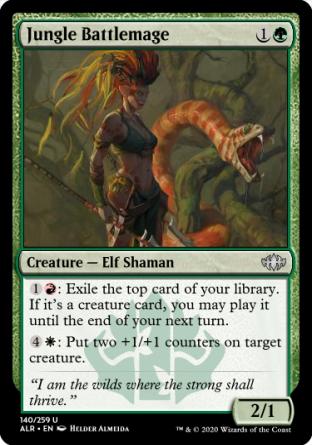 Jungle Battlemage 1
Creature — Elf Shaman
1 : Exile the top card of your library.
If it's a creature card, you may play it
until the end of your next turn.
4 : Put two +1/+1 counters on target
creature.
"I am the wilds where the strong shall
thrive."
2/1
140/259 U
ALR • EN HELDER ALMEIDA ™ & © 2020 Wizards of the Coast